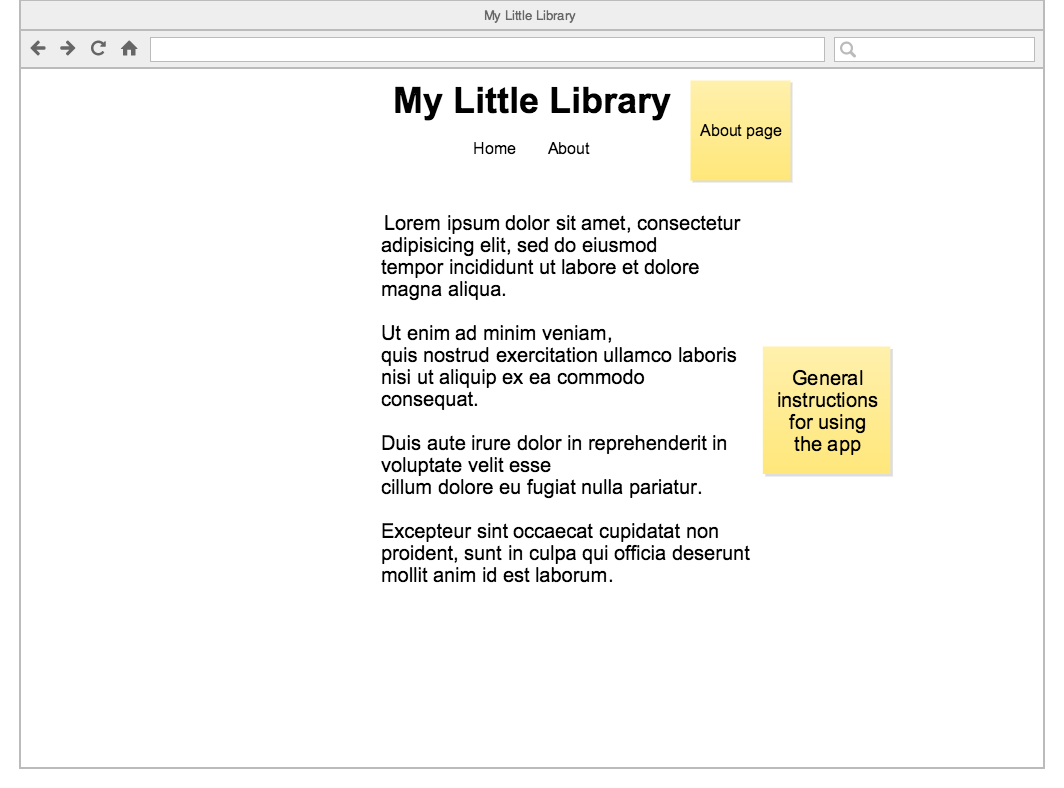 My Little Library
My Little Library
About page
Home About
Lorem ipsum dolor sit amet, consectetur
adipisicing elit, sed do eiusmod
tempor incididunt ut labore et dolore
magna aliqua.
Ut enim ad minim veniam,
quis nostrud exercitation ullamco laboris
nisi ut aliquip ex ea commodo
consequat.
General
instructions
for using
the app
Duis aute irure dolor in reprehenderit in
voluptate velit esse
cillum dolore eu fugiat nulla pariatur.
Excepteur sint occaecat cupidatat non
proident, sunt in culpa qui officia deserunt
mollit anim id est laborum.